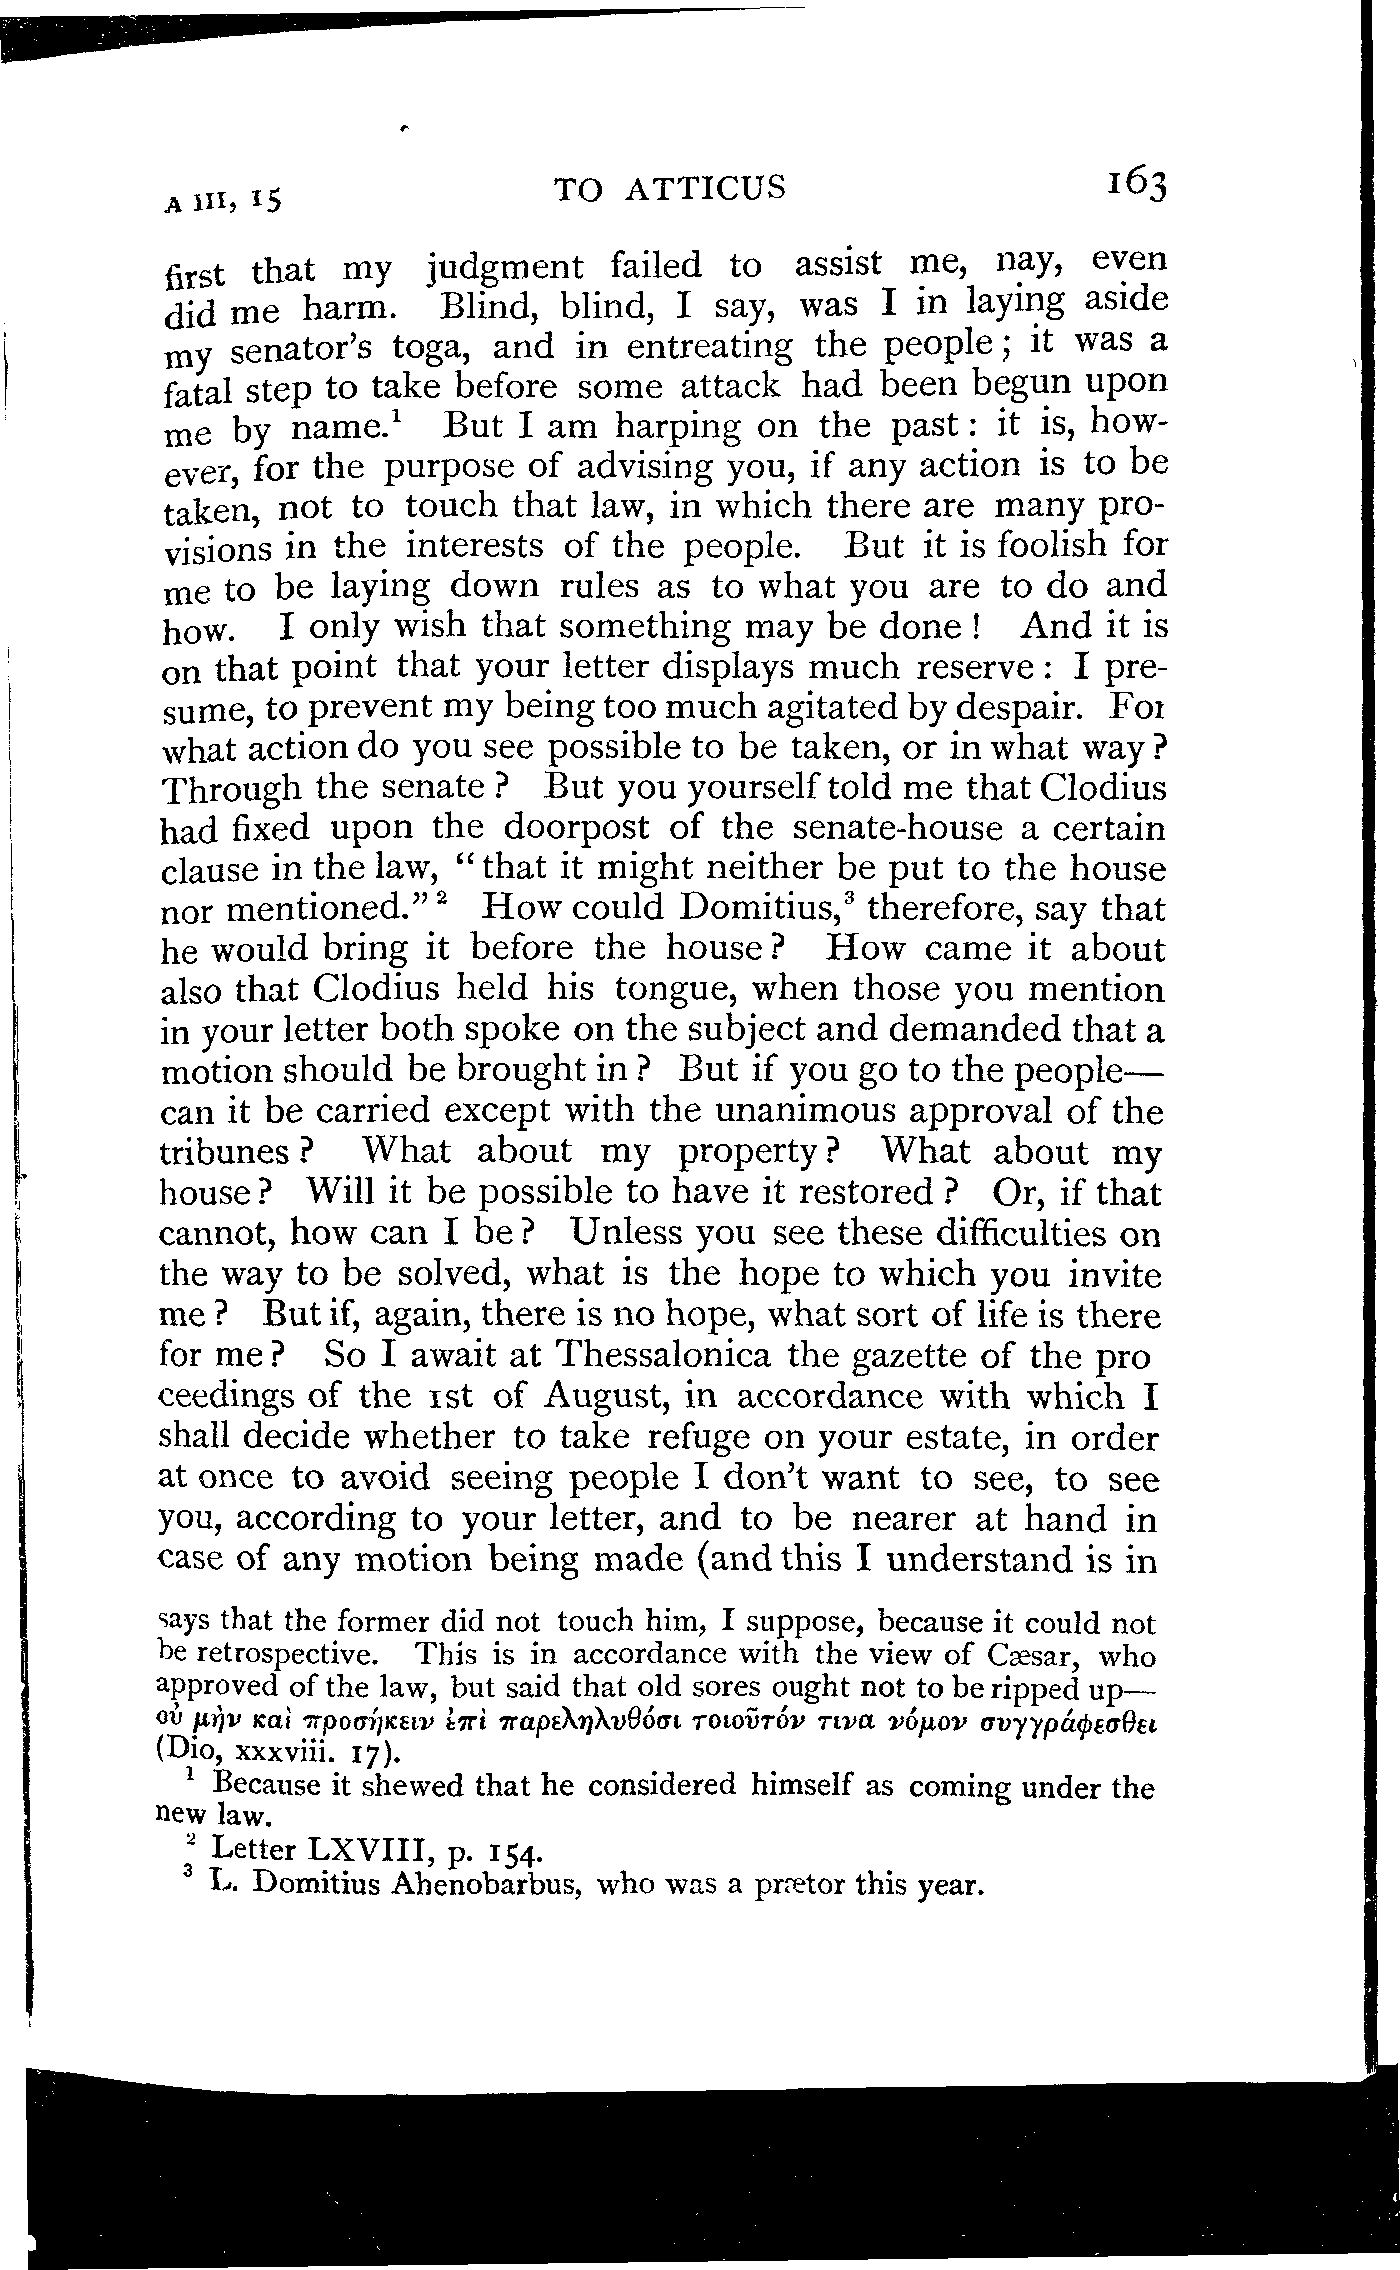 A III, 15 TO ATTICUS 163
first that my judgment failed to assist me, nay, even
did me harm. Blind, blind, I say, was I in laying aside
my senator's toga, and in entreating the people; it was a
fatal step to take before some attack had been begun upon
me by name.¹ But I am harping on the past: it is, how-
ever, for the purpose of advising you, if any action is to be
taken, not to touch that law, in which there are many pro-
visions in the interests of the people. But it is foolish for
me to be laying down rules as to what you are to do and
how. I only wish that something may be done! And it is
on that point that your letter displays much reserve: I pre-
sume, to prevent my being too much agitated by despair. For
what action do you see possible to be taken, or in what way?
Through the senate? But you yourself told me that Clodius
had fixed upon the doorpost of the senate-house a certain
clause in the law, "that it might neither be put to the house
nor mentioned."² How could Domitius,³ therefore, say that
he would bring it before the house? How came it about
also that Clodius held his tongue, when those you mention
in your letter both spoke on the subject and demanded that a
motion should be brought in? But if you go to the people—
can it be carried except with the unanimous approval of the
tribunes? What about my property? What about my
house? Will it be possible to have it restored? Or, if that
cannot, how can I be? Unless you see these difficulties on
the way to be solved, what is the hope to which you invite
me? But if, again, there is no hope, what sort of life is there
for me? So I await at Thessalonica the gazette of the pro
ceedings of the 1st of August, in accordance with which I
shall decide whether to take refuge on your estate, in order
at once to avoid seeing people I don't want to see, to see
you, according to your letter, and to be nearer at hand in
case of any motion being made (and this I understand is in
says that the former did not touch him, I suppose, because it could not
be retrospective. This is in accordance with the view of Cæsar, who
approved of the law, but said that old sores ought not to be ripped up—
οὐ μὴν καὶ προσήκειν ἐπὶ παρεληλυθόσι τοιοῦτόν τινα νόμον συγγράφεσθει
(Dio, xxxviii. 17).
¹ Because it shewed that he considered himself as coming under the
new law.
² Letter LXVIII, p. 154.
³ L. Domitius Ahenobarbus, who was a prætor this year.